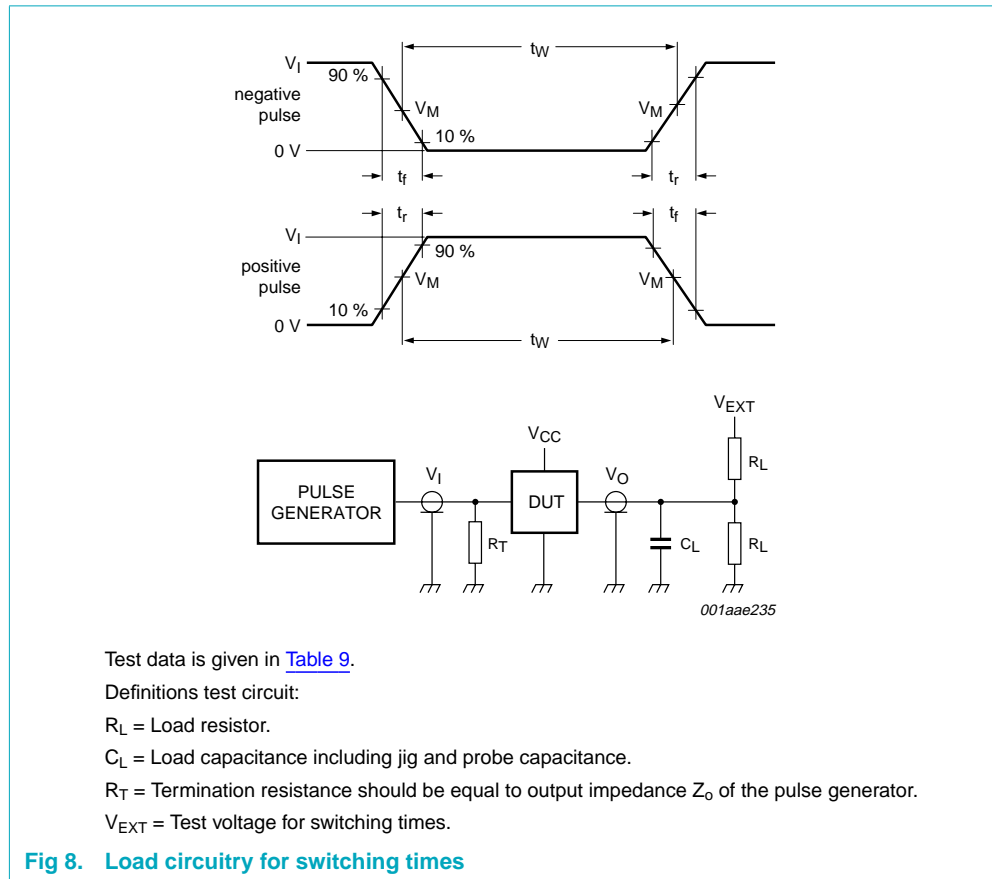 tW
VI
90 %
negative
pulse
VM
VM
10 %
0 V
tf
tr
tr
tf
VI
90 %
positive
pulse
VM
VM
10 %
0 V
tW
VEXT
VCC
RL
PULSE
GENERATOR
VI
DUT
VO
RT
CL
RL
001aae235
Test data is given in Table 9.
Definitions test circuit:
RL = Load resistor.
CL = Load capacitance including jig and probe capacitance.
RT = Termination resistance should be equal to output impedance Zo of the pulse generator.
VEXT = Test voltage for switching times.
Fig 8. Load circuitry for switching times